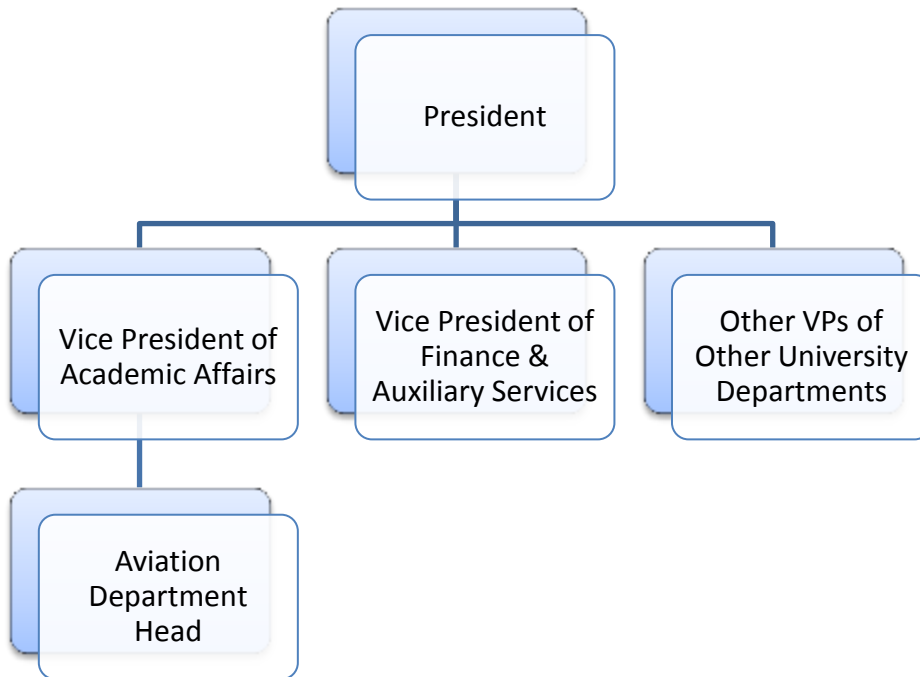 President
Vice President of
Academic Affairs
Vice President of
Finance &
Auxiliary Services
Other VPs of
Other University
Departments
Aviation
Department
Head